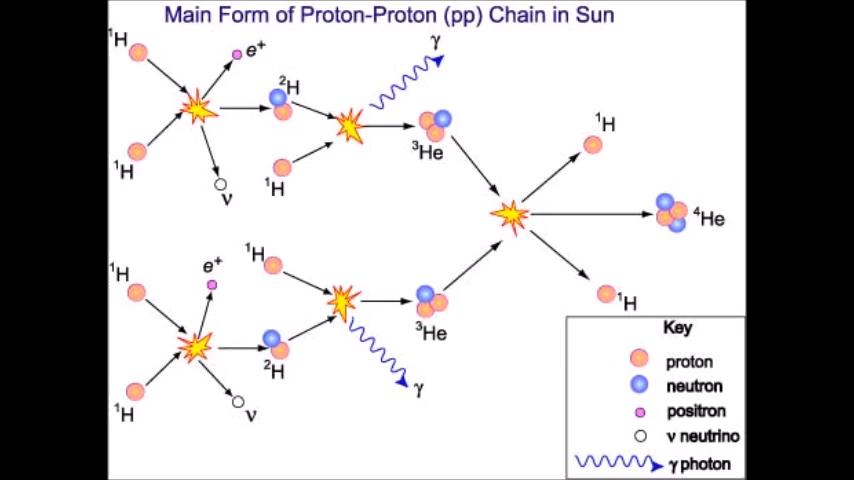 Main Form of Proton-Proton (pp) Chain in Sun
¹H
e⁺
γ
²H
¹H
³He
¹H
¹H
ν
¹H
⁴He
¹H
e⁺
¹H
¹H
³He
²H
γ
¹H
ν
Key
proton
neutron
positron
ν neutrino
γ photon